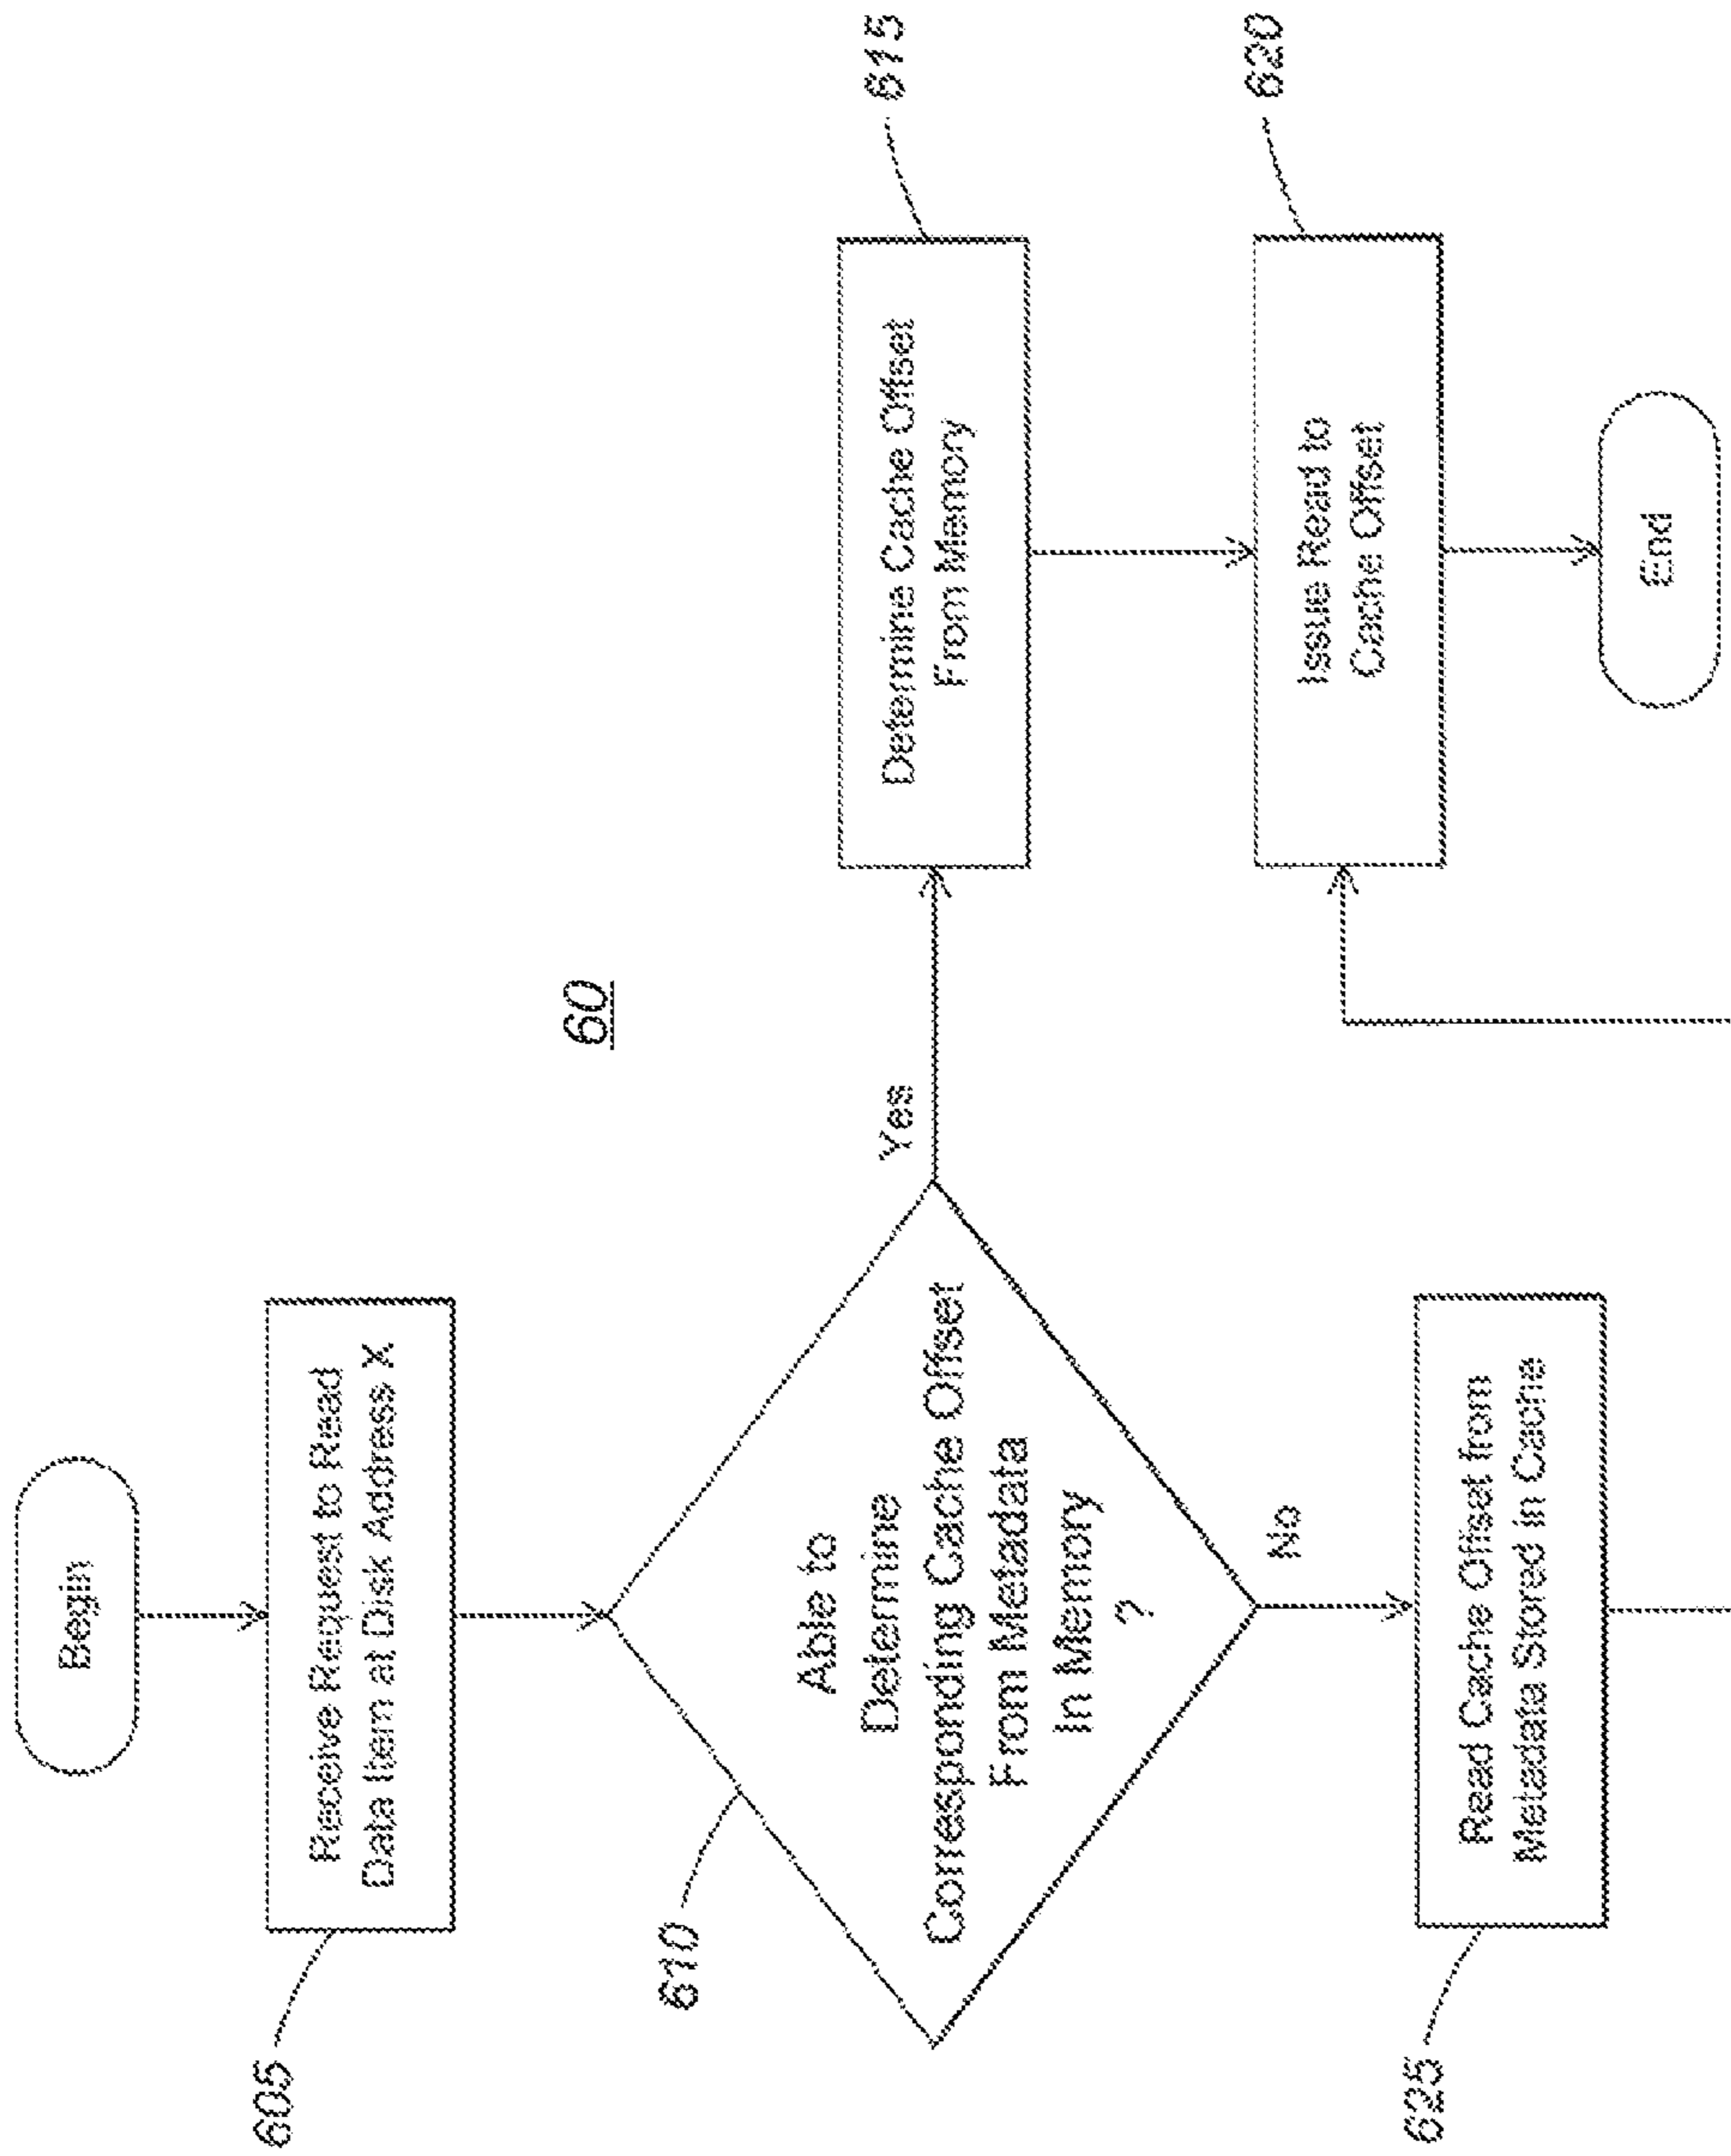 60
Begin
605
Receive Request to Read
Data Item at Disk Address X
610
Able to
Determine
Corresponding Cache Offset
From Metadata
In Memory
?
Yes
615
Determine Cache Offset
From Memory
620
Issue Read to
Cache Offset
End
No
625
Read Cache Offset from
Metadata Stored in Cache